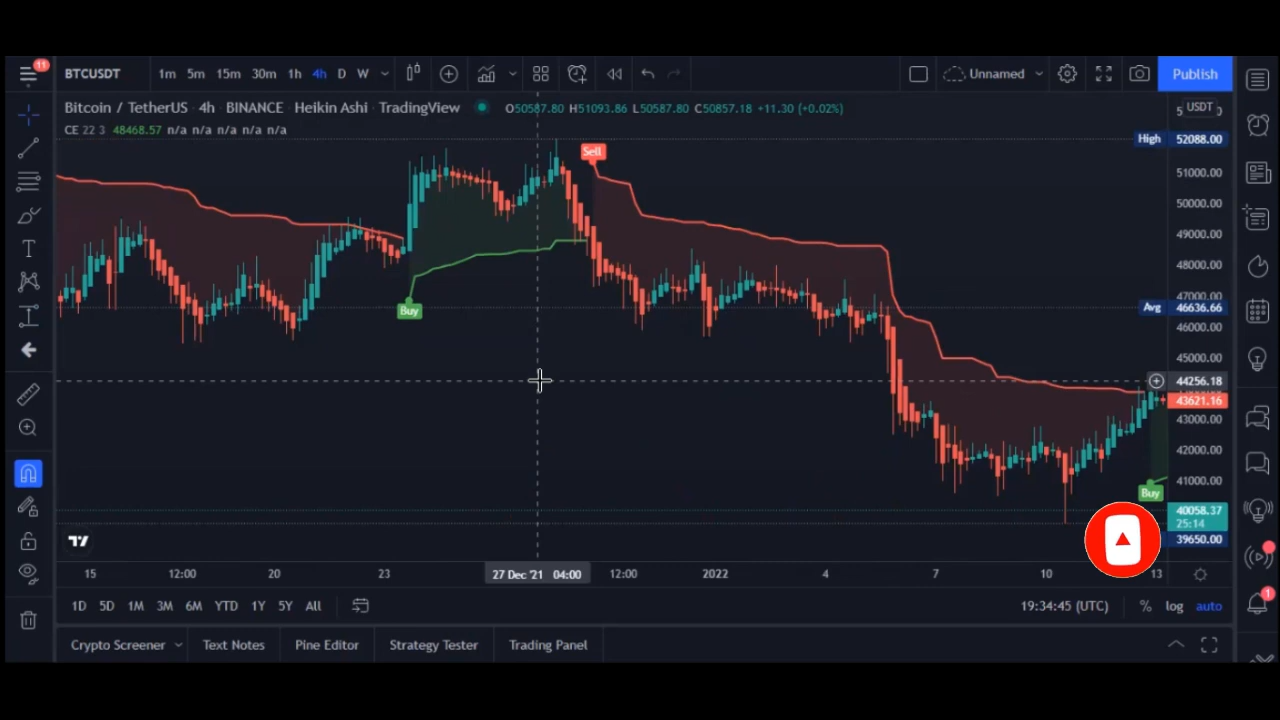 11
BTCUSDT 1m 5m 15m 30m 1h 4h D W Unnamed Publish
Bitcoin / TetherUS 4h BINANCE Heikin Ashi TradingView O50587.80 H51093.86 L50587.80 C50857.18 +11.30 (+0.02%)
USDT
CE 22 3 48468.57 n/a n/a n/a n/a n/a
High 52088.00
Sell
51000.00
50000.00
49000.00
48000.00
47000.00
Avg 46636.66
Buy
46000.00
45000.00
44256.18
43621.16
43000.00
42000.00
41000.00
Buy
40058.37
25:14
39650.00
15 12:00 20 23 27 Dec '21 04:00 12:00 2022 4 7 10 13
1D 5D 1M 3M 6M YTD 1Y 5Y All 19:34:45 (UTC) % log auto
1
Crypto Screener Text Notes Pine Editor Strategy Tester Trading Panel